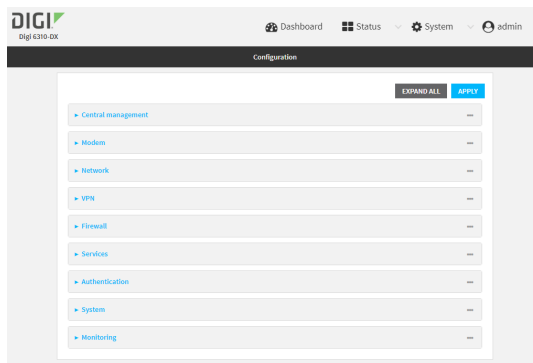 DIGI
Digi 6310-DX
Dashboard Status System admin
Configuration
EXPAND ALL APPLY
Central management
Modem
Network
VPN
Firewall
Services
Authentication
System
Monitoring